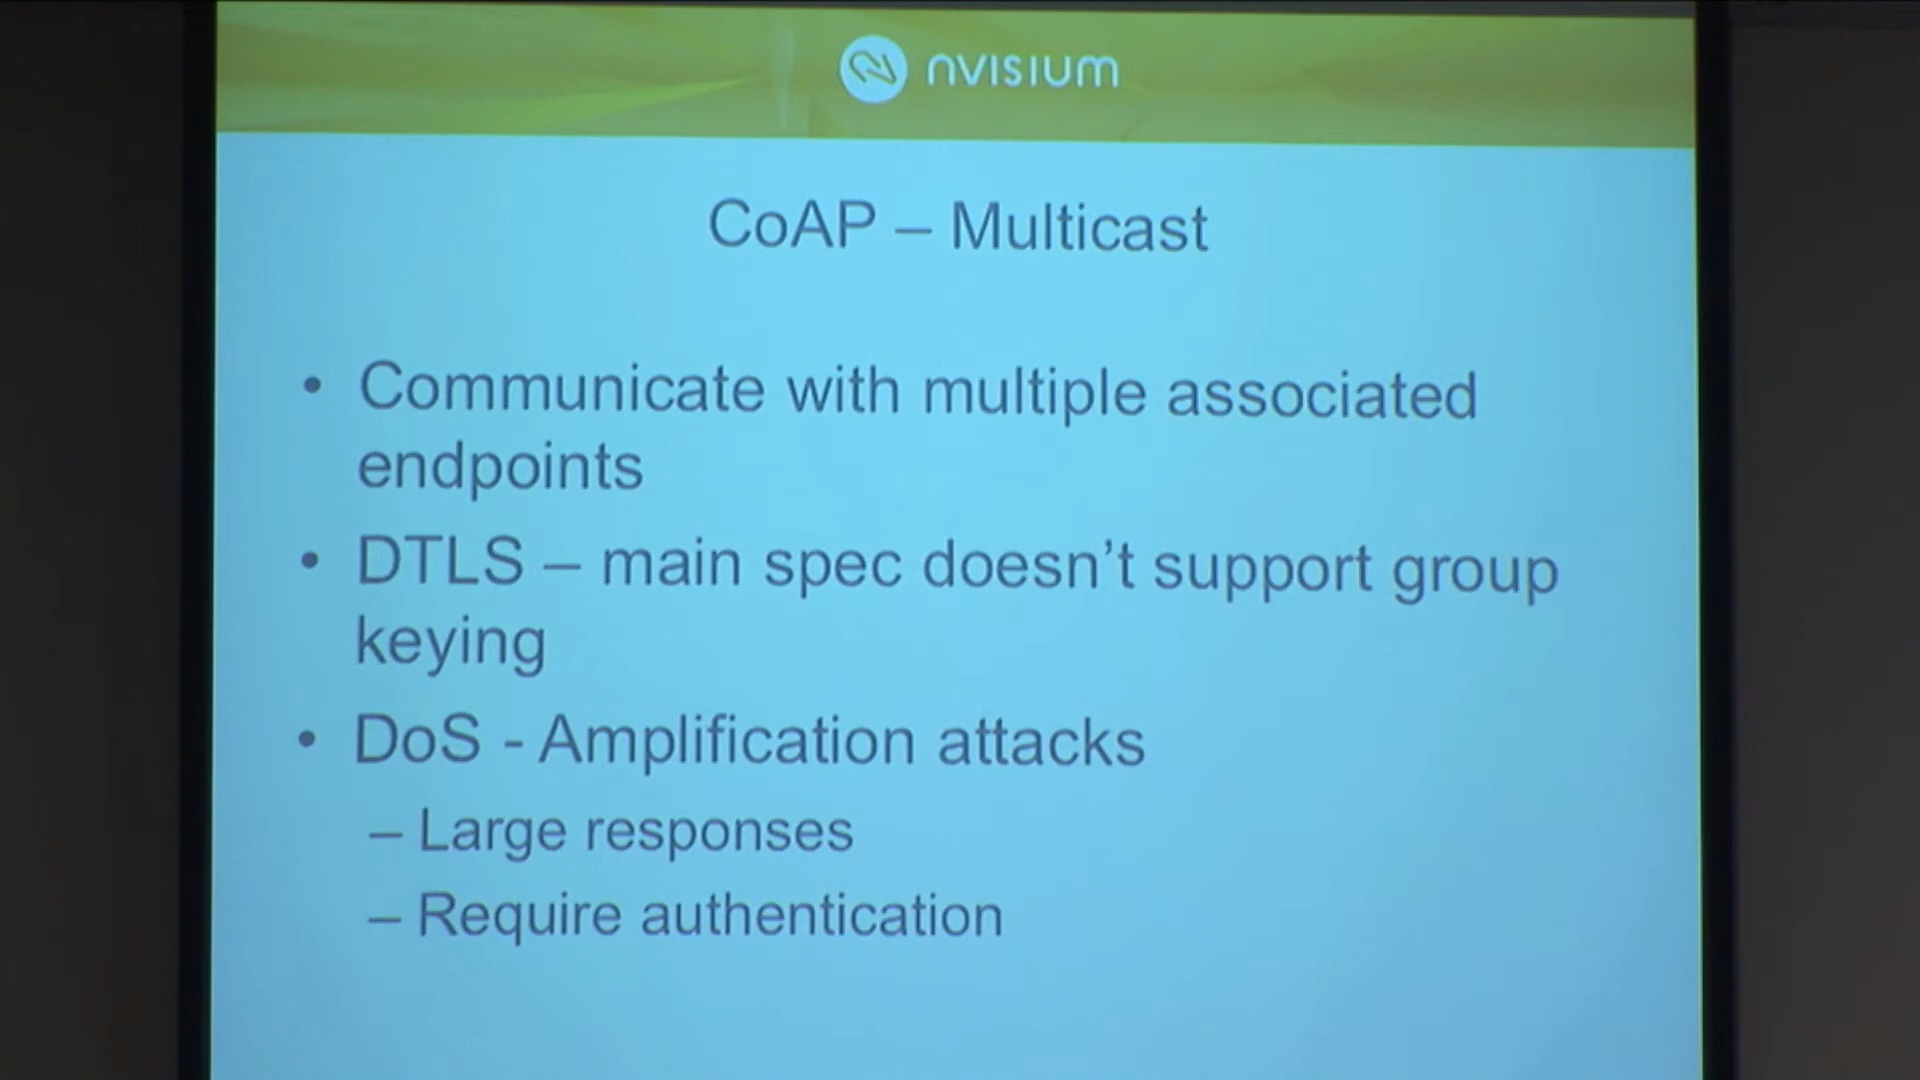 nvisium
CoAP – Multicast
• Communicate with multiple associated
endpoints
• DTLS – main spec doesn’t support group
keying
• DoS - Amplification attacks
– Large responses
– Require authentication